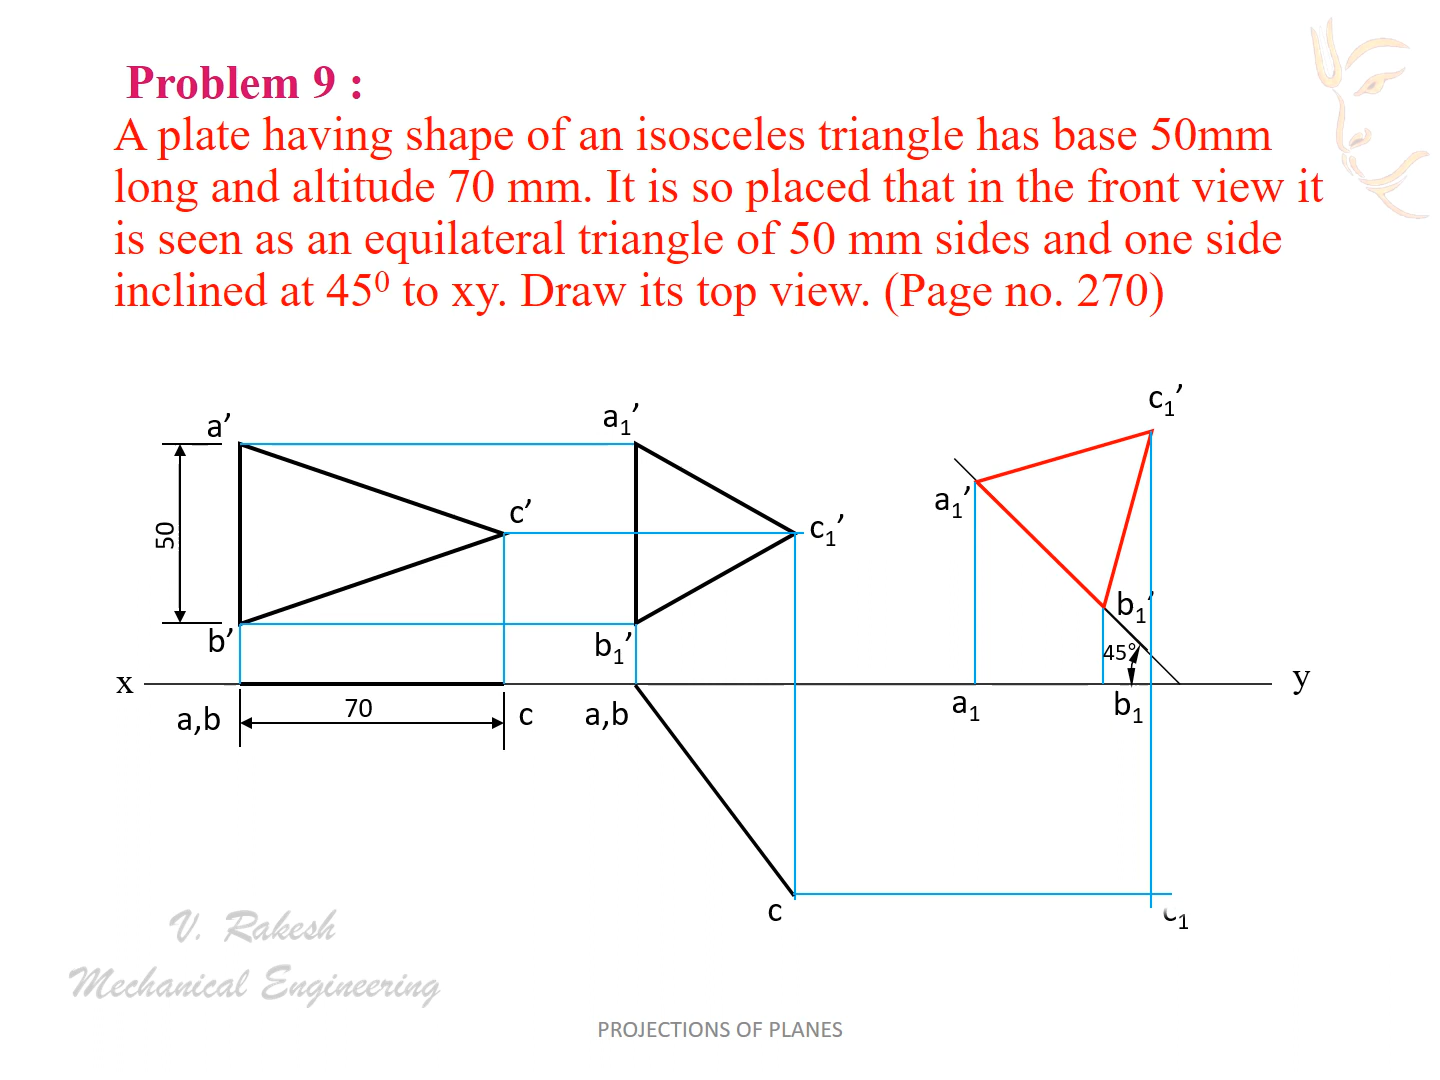 Problem 9 :
A plate having shape of an isosceles triangle has base 50mm
long and altitude 70 mm. It is so placed that in the front view it
is seen as an equilateral triangle of 50 mm sides and one side
inclined at 45⁰ to xy. Draw its top view. (Page no. 270)
c₁’
a’
a₁’
c’
a₁’
c₁’
50
b’
b₁’
b₁’
45°
x
y
a,b
70
c
a,b
a₁
b₁
c
c₁
V. Rakesh
Mechanical Engineering
PROJECTIONS OF PLANES